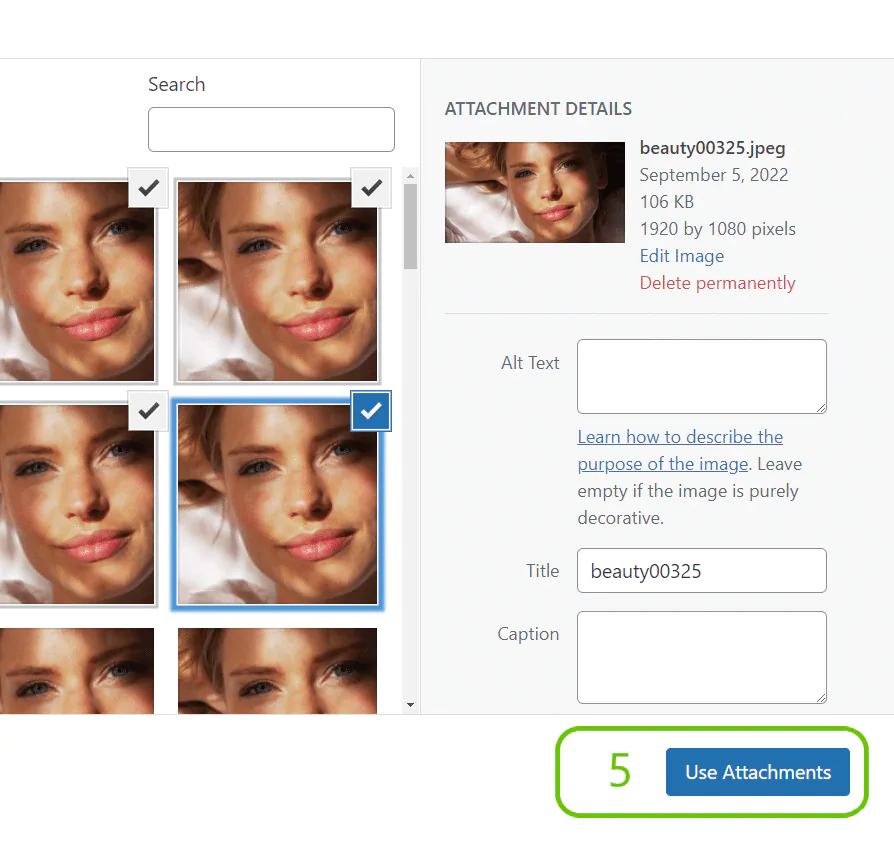 Search
ATTACHMENT DETAILS
beauty00325.jpeg
September 5, 2022
106 KB
1920 by 1080 pixels
Edit Image
Delete permanently
Alt Text
Learn how to describe the
purpose of the image. Leave
empty if the image is purely
decorative.
Title
beauty00325
Caption
5
Use Attachments